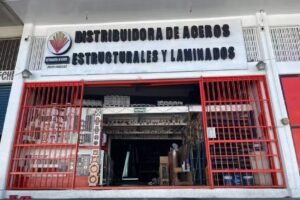 DISTRIBUIDORA DE ACEROS
ESTRUCTURALES Y LAMINADOS